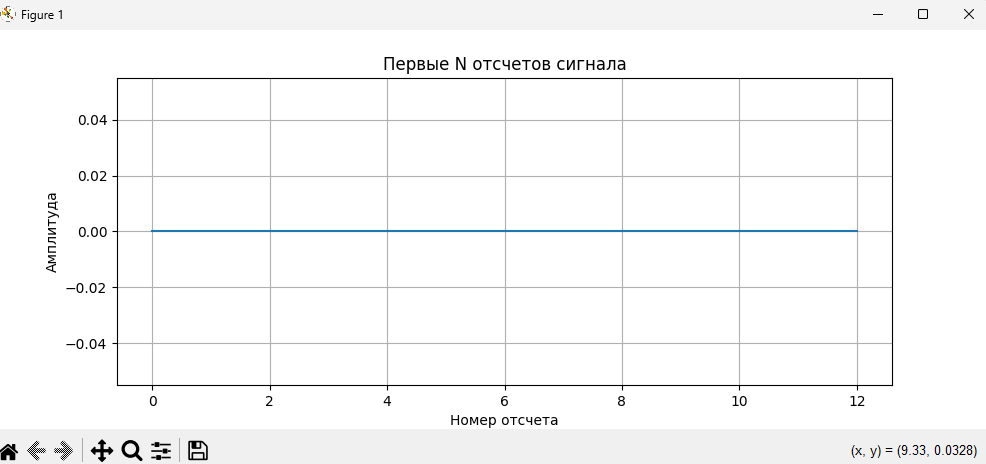 Figure 1
Первые N отсчетов сигнала
0.04
0.02
0.00
−0.02
−0.04
Амплитуда
0 2 4 6 8 10 12
Номер отсчета
(x, y) = (9.33, 0.0328)